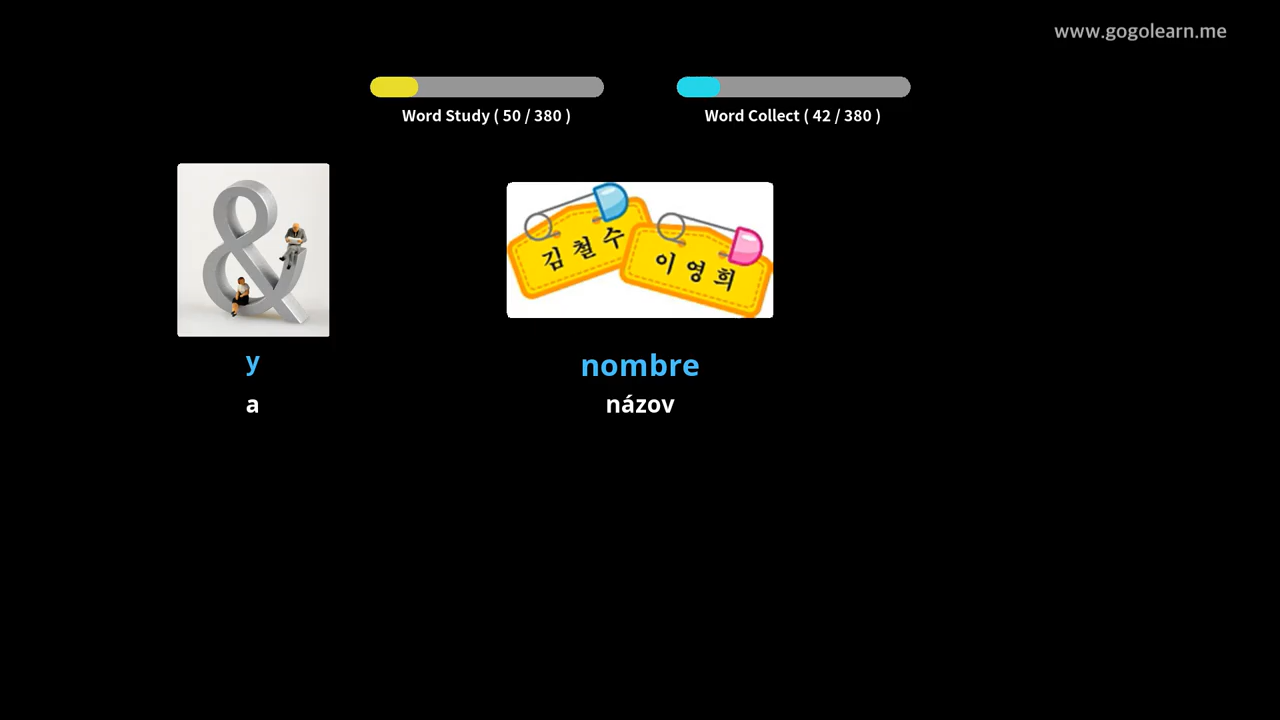 www.gogolearn.me
Word Study ( 50 / 380 )
Word Collect ( 42 / 380 )
&
김철수
이영희
y
nombre
a
názov